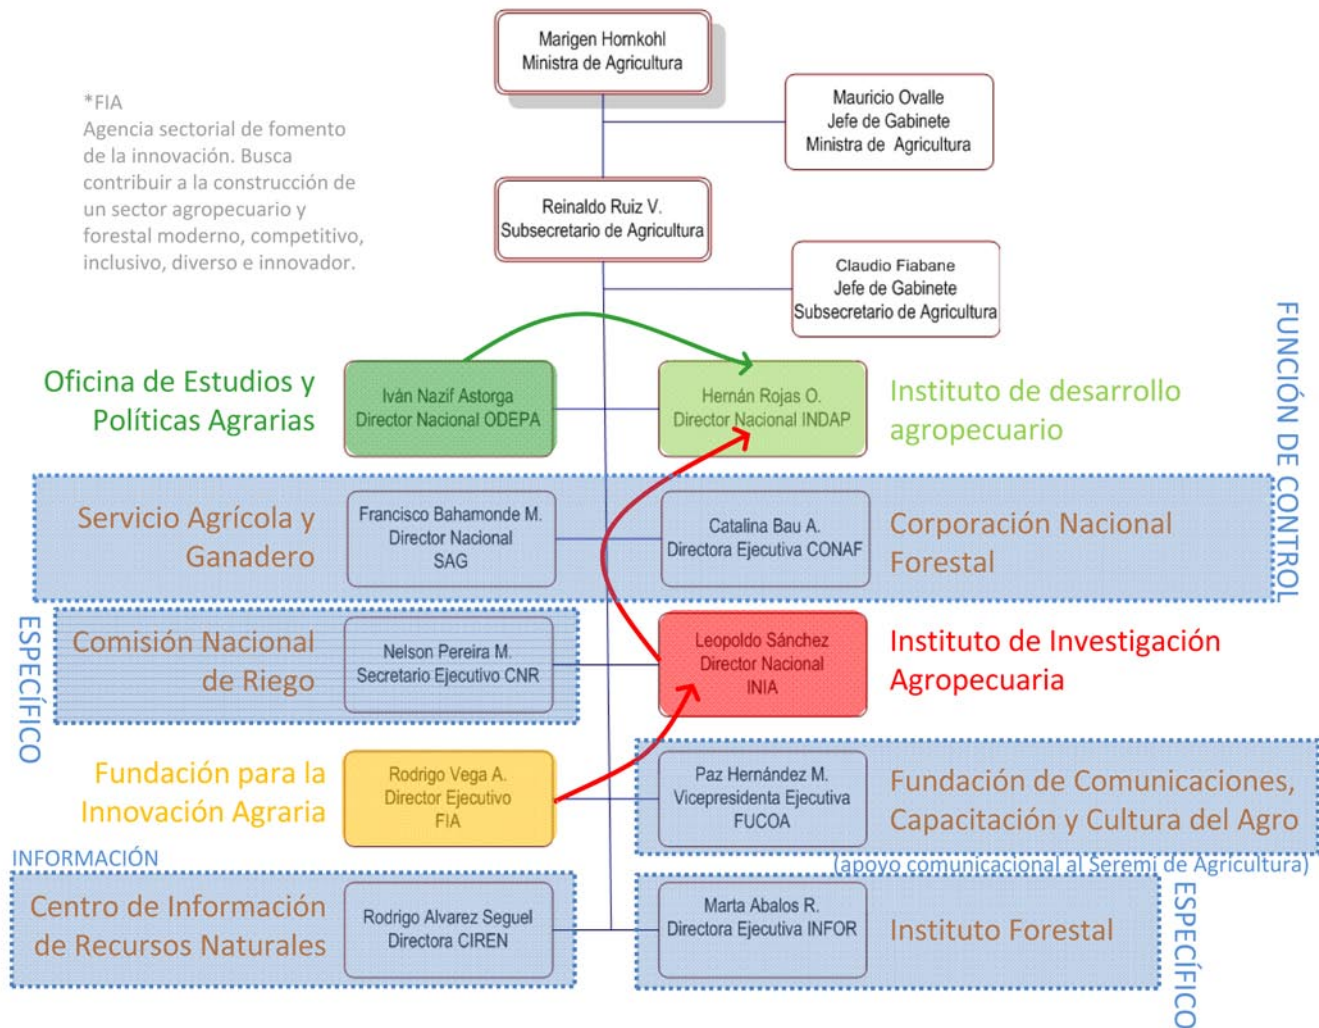 Marigen Hornkohl
Ministra de Agricultura
*FIA
Agencia sectorial de fomento
de la innovación. Busca
contribuir a la construcción de
un sector agropecuario y
forestal moderno, competitivo,
inclusivo, diverso e innovador.
Mauricio Ovalle
Jefe de Gabinete
Ministra de Agricultura
Reinaldo Ruiz V.
Subsecretario de Agricultura
Claudio Fiabane
Jefe de Gabinete
Subsecretario de Agricultura
FUNCIÓN DE CONTROL
Oficina de Estudios y
Políticas Agrarias
Iván Nazif Astorga
Director Nacional ODEPA
Hernán Rojas O.
Director Nacional INDAP
Instituto de desarrollo
agropecuario
Servicio Agrícola y
Ganadero
Francisco Bahamonde M.
Director Nacional
SAG
Catalina Bau A.
Directora Ejecutiva CONAF
Corporación Nacional
Forestal
ESPECÍFICO
Comisión Nacional
de Riego
Nelson Pereira M.
Secretario Ejecutivo CNR
Leopoldo Sánchez
Director Nacional
INIA
Instituto de Investigación
Agropecuaria
Fundación para la
Innovación Agraria
Rodrigo Vega A.
Director Ejecutivo
FIA
Paz Hernández M.
Vicepresidenta Ejecutiva
FUCOA
Fundación de Comunicaciones,
Capacitación y Cultura del Agro
(apoyo comunicacional al Seremi de Agricultura)
INFORMACIÓN
Centro de Información
de Recursos Naturales
Rodrigo Alvarez Seguel
Directora CIREN
Marta Abalos R.
Directora Ejecutiva INFOR
Instituto Forestal
ESPECÍFICO